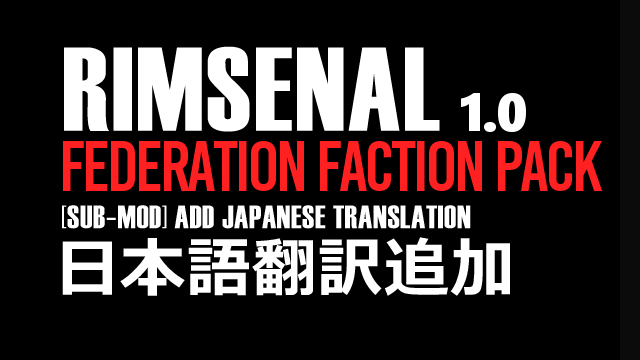 RIMSENAL 1.0
FEDERATION FACTION PACK
[SUB-MOD] ADD JAPANESE TRANSLATION
日本語翻訳追加